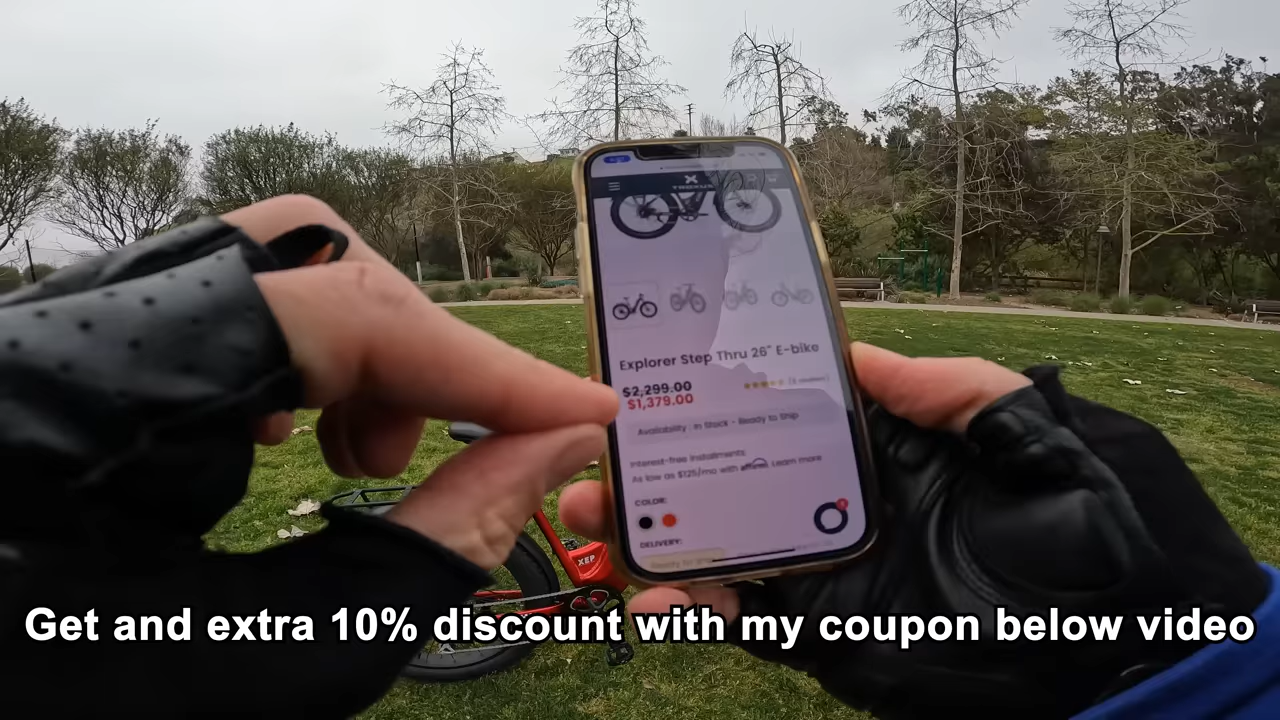 TROXUS
Explorer Step Thru 26" E-bike
$2,299.00
$1,379.00
Availability : In Stock - Ready to Ship
Interest-free installments:
As low as $125/mo with affirm. Learn more
COLOR:
DELIVERY:
XEP
Get and extra 10% discount with my coupon below video